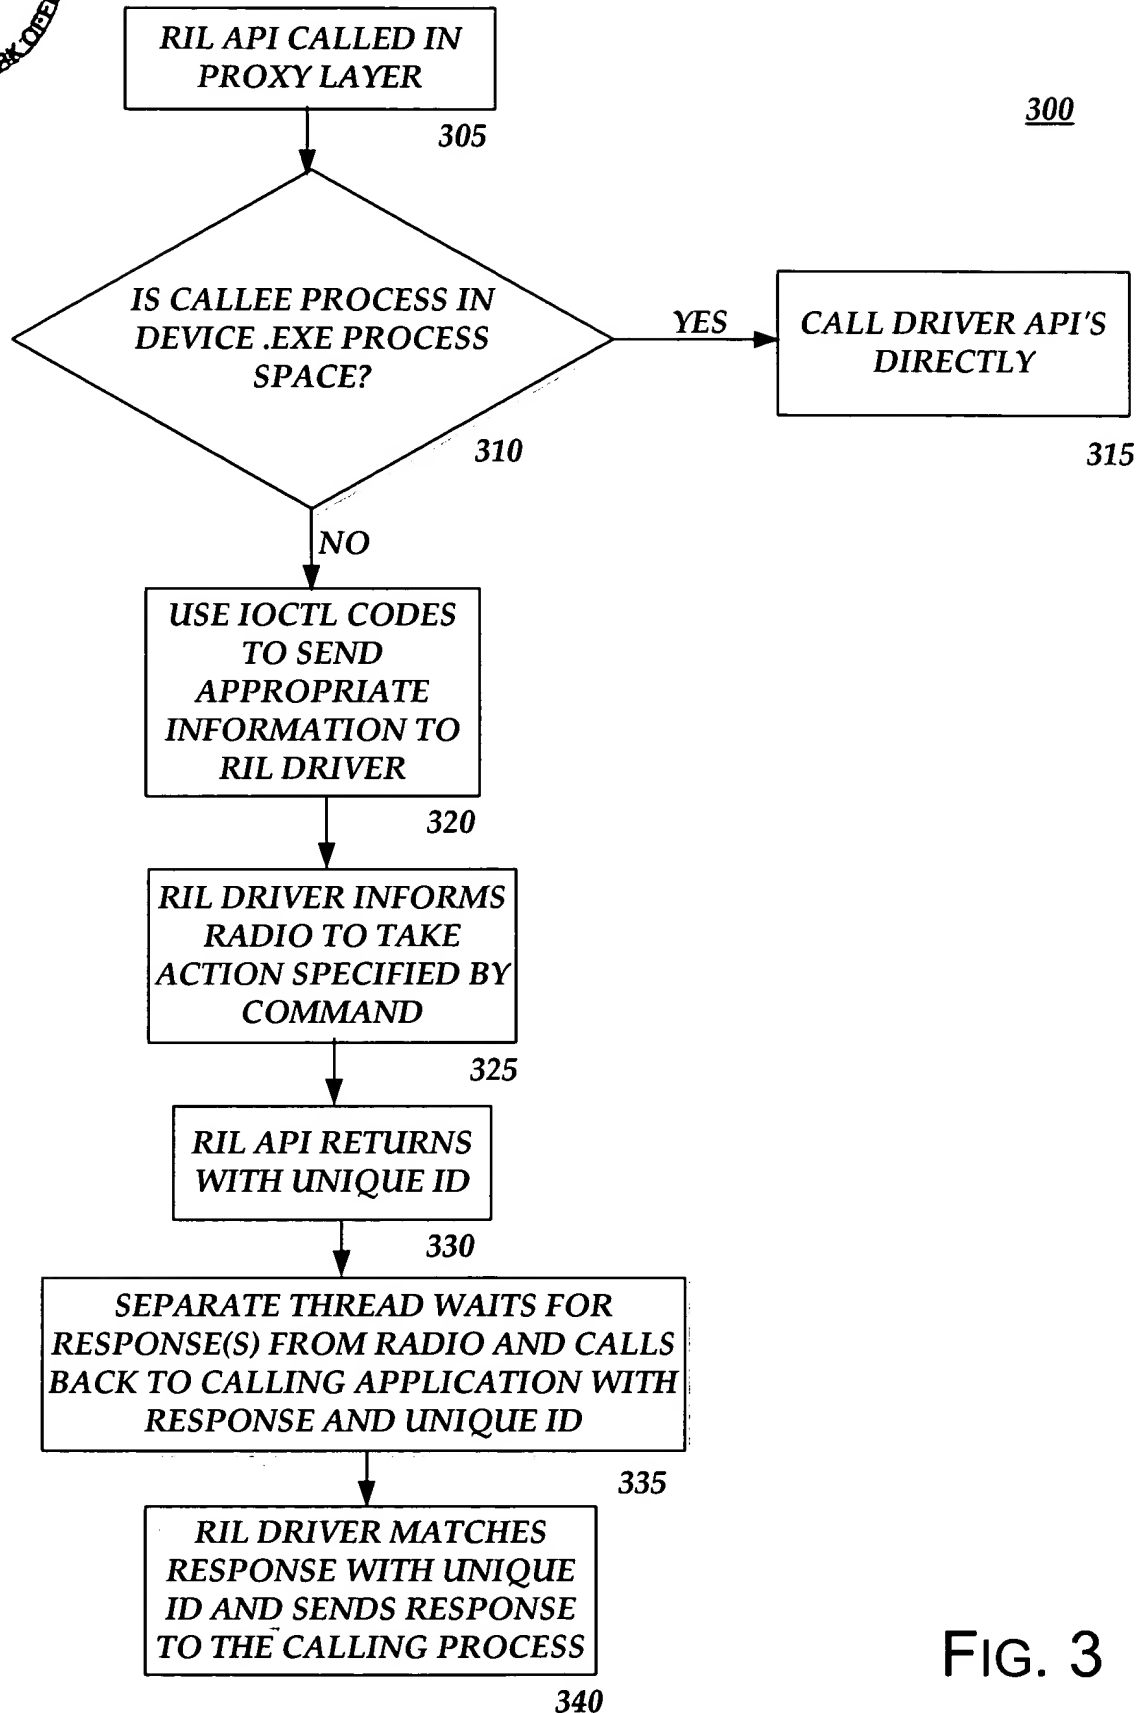 RIL API CALLED IN
PROXY LAYER
305
300
IS CALLEE PROCESS IN
DEVICE .EXE PROCESS
SPACE?
310
YES
CALL DRIVER API'S
DIRECTLY
315
NO
USE IOCTL CODES
TO SEND
APPROPRIATE
INFORMATION TO
RIL DRIVER
320
RIL DRIVER INFORMS
RADIO TO TAKE
ACTION SPECIFIED BY
COMMAND
325
RIL API RETURNS
WITH UNIQUE ID
330
SEPARATE THREAD WAITS FOR
RESPONSE(S) FROM RADIO AND CALLS
BACK TO CALLING APPLICATION WITH
RESPONSE AND UNIQUE ID
335
RIL DRIVER MATCHES
RESPONSE WITH UNIQUE
ID AND SENDS RESPONSE
TO THE CALLING PROCESS
340
FIG. 3